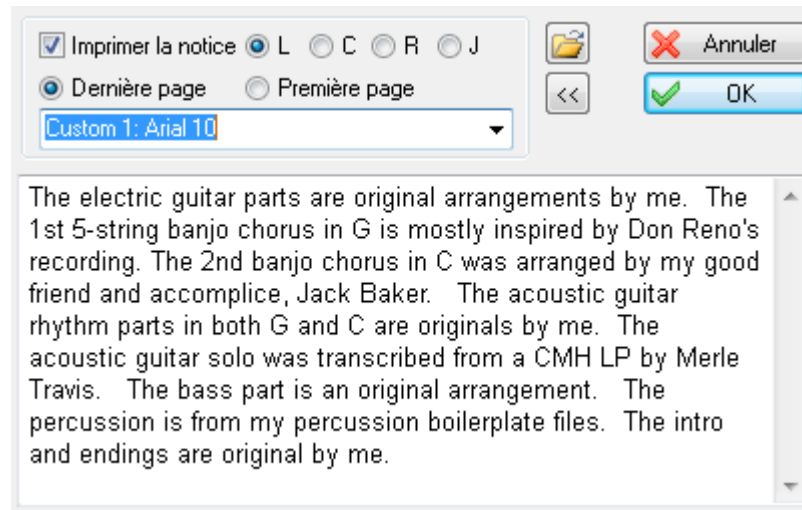 Imprimer la notice L C R J
Annuler
Dernière page Première page
<< OK
Custom 1: Arial 10
The electric guitar parts are original arrangements by me.  The
1st 5-string banjo chorus in G is mostly inspired by Don Reno's
recording. The 2nd banjo chorus in C was arranged by my good
friend and accomplice, Jack Baker.   The acoustic guitar
rhythm parts in both G and C are originals by me.  The
acoustic guitar solo was transcribed from a CMH LP by Merle
Travis.   The bass part is an original arrangement.   The
percussion is from my percussion boilerplate files.  The intro
and endings are original by me.